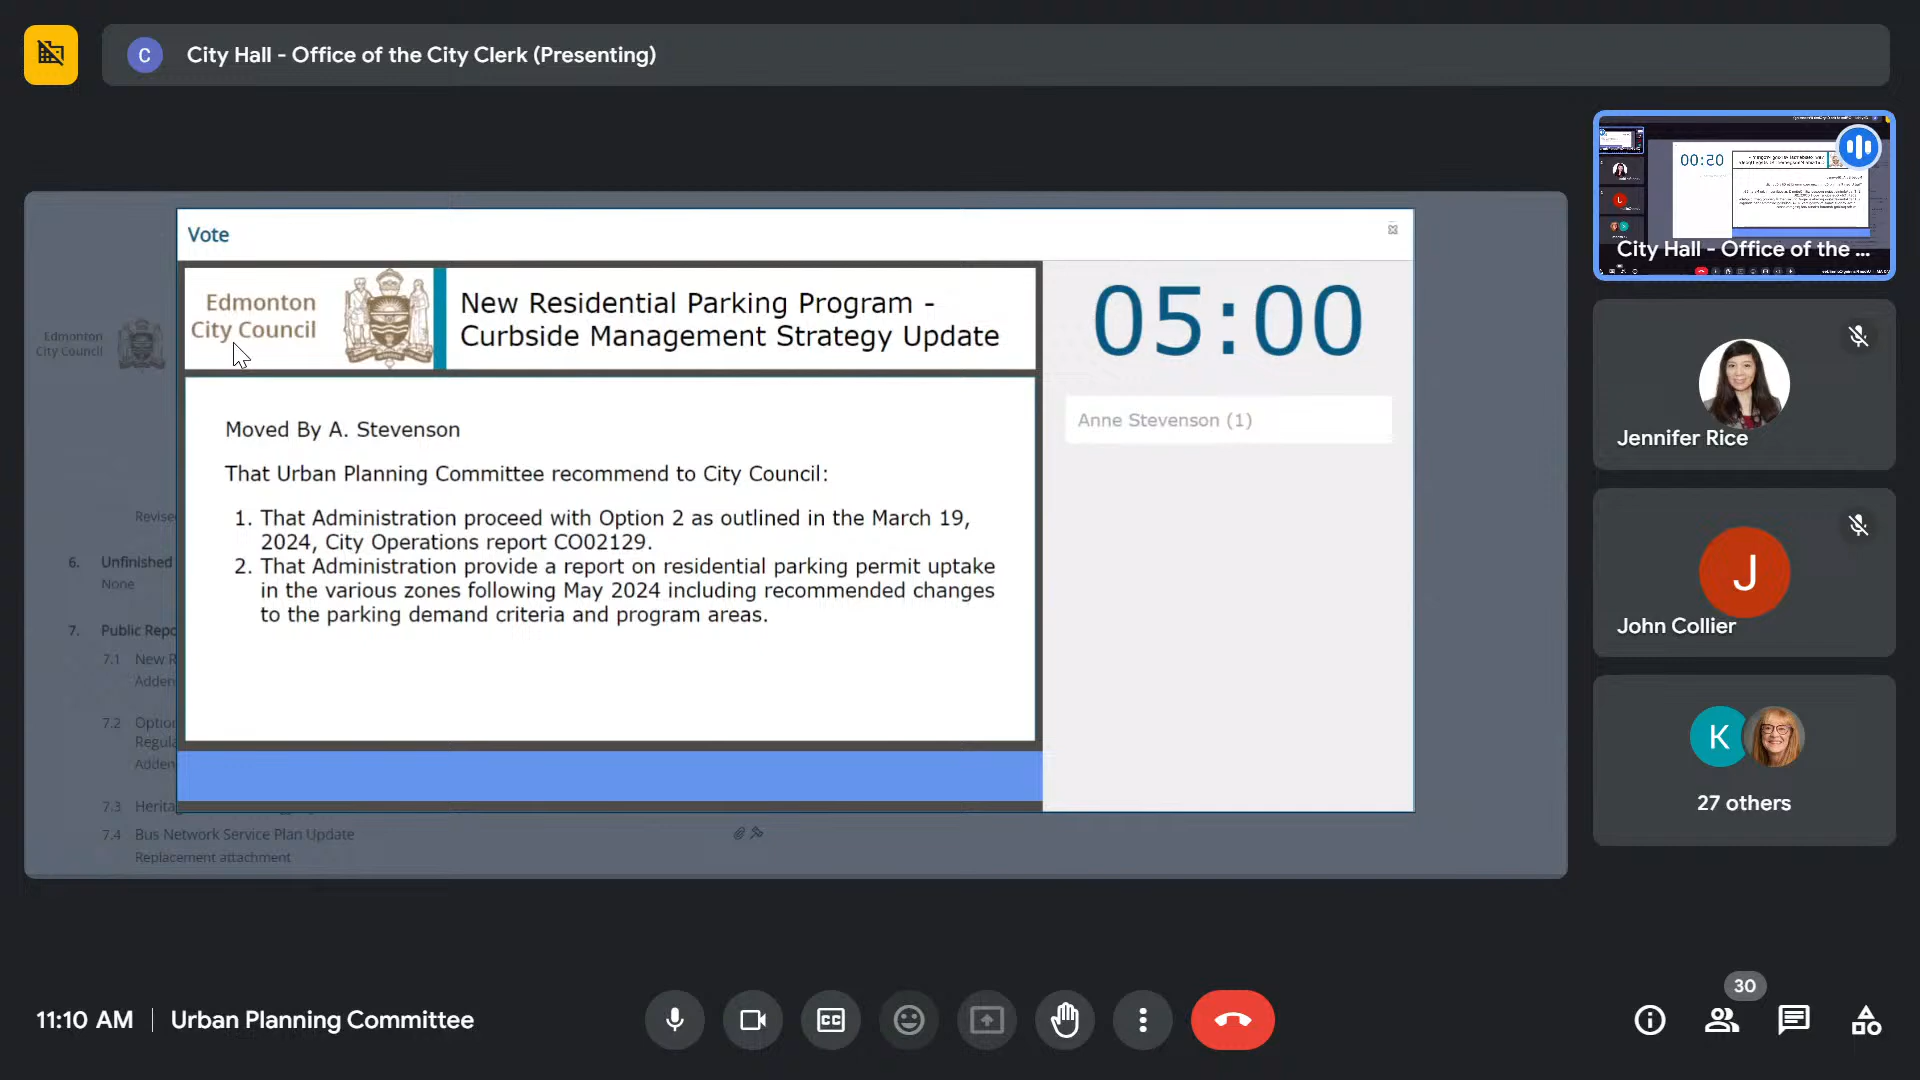 C City Hall - Office of the City Clerk (Presenting)
Vote
Edmonton
City Council
New Residential Parking Program -
Curbside Management Strategy Update
05:00
Anne Stevenson (1)
Moved By A. Stevenson
That Urban Planning Committee recommend to City Council:
1. That Administration proceed with Option 2 as outlined in the March 19,
2024, City Operations report CO02129.
2. That Administration provide a report on residential parking permit uptake
in the various zones following May 2024 including recommended changes
to the parking demand criteria and program areas.
Edmonton
City Council
Revise
6. Unfinished
None
7. Public Repo
7.1 New R
Adden
7.2 Option
Regula
Adden
7.3 Herita
7.4 Bus Network Service Plan Update
Replacement attachment
00:20
City Hall - Office of the ...
Jennifer Rice
J
John Collier
K
27 others
11:10 AM | Urban Planning Committee
CC
30